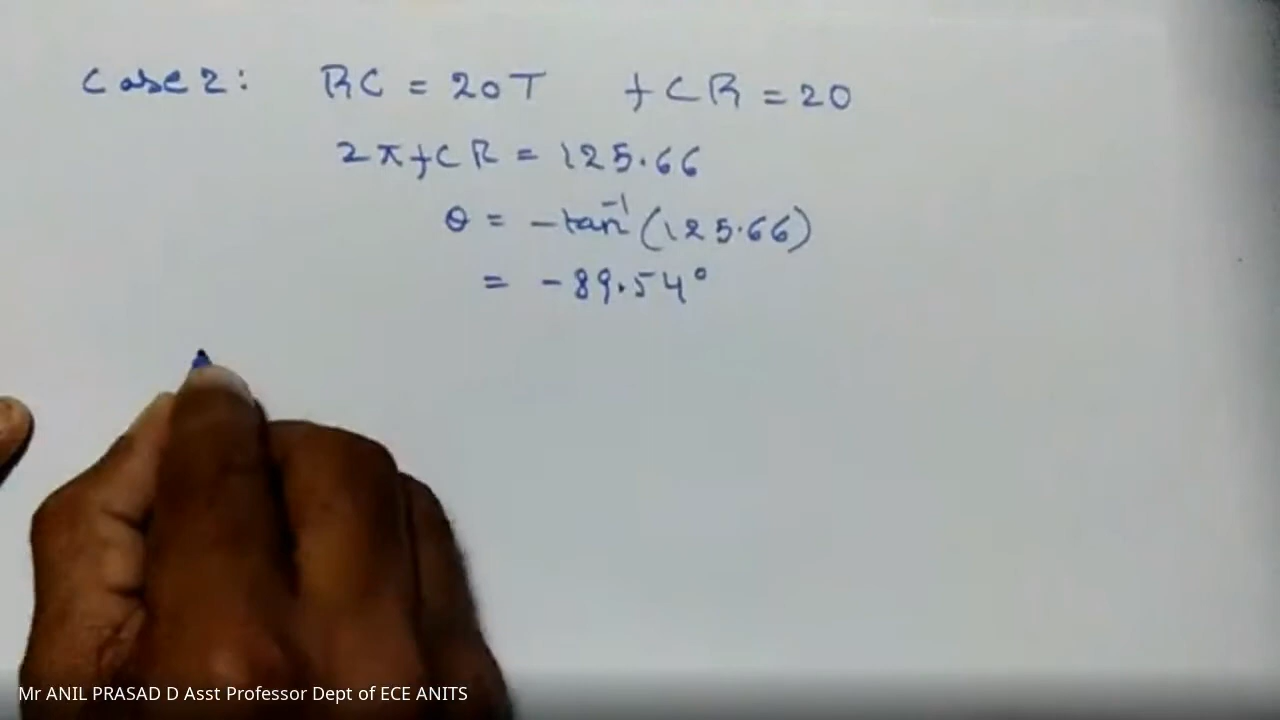 Case 2: RC = 20T fCR = 20
2πfCR = 125.66
θ = -tan⁻¹(125.66)
= -89.54°
Mr ANIL PRASAD D Asst Professor Dept of ECE ANITS